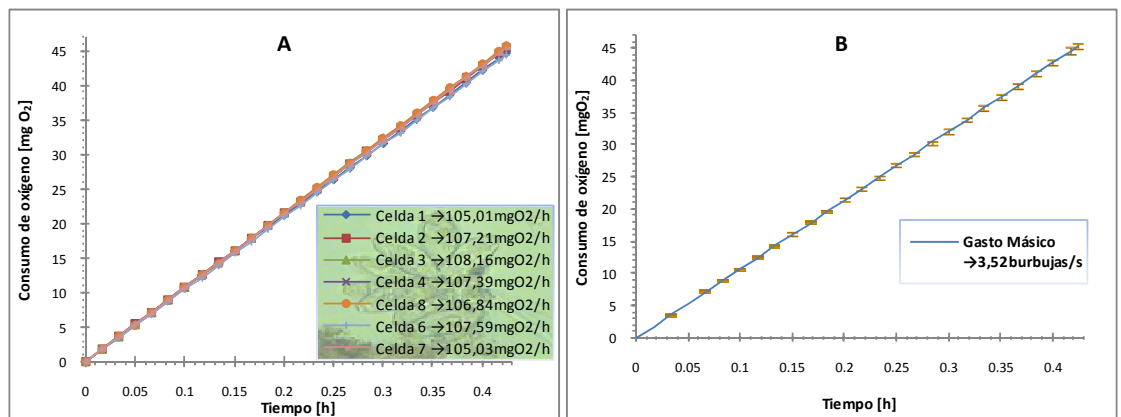 A
Consumo de oxígeno [mg O₂]
45
40
35
30
25
20
15
10
5
0
0
0.05
0.1
0.15
0.2
0.25
0.3
0.35
0.4
Tiempo [h]
Celda 1 →105,01mgO2/h
Celda 2 →107,21mgO2/h
Celda 3 →108,16mgO2/h
Celda 4 →107,39mgO2/h
Celda 8 →106,84mgO2/h
Celda 6 →107,59mgO2/h
Celda 7 →105,03mgO2/h
B
Consumo de oxígeno [mgO₂]
45
40
35
30
25
20
15
10
5
0
0
0.05
0.1
0.15
0.2
0.25
0.3
0.35
0.4
Tiempo [h]
Gasto Másico
→3,52burbujas/s